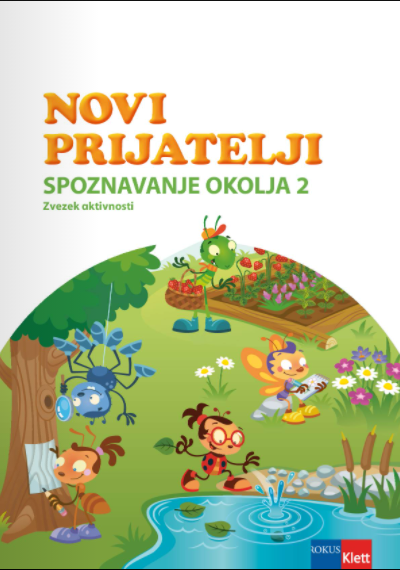 NOVI
PRIJATELJI
SPOZNAVANJE OKOLJA 2
Zvezek aktivnosti
ROKUS
Klett